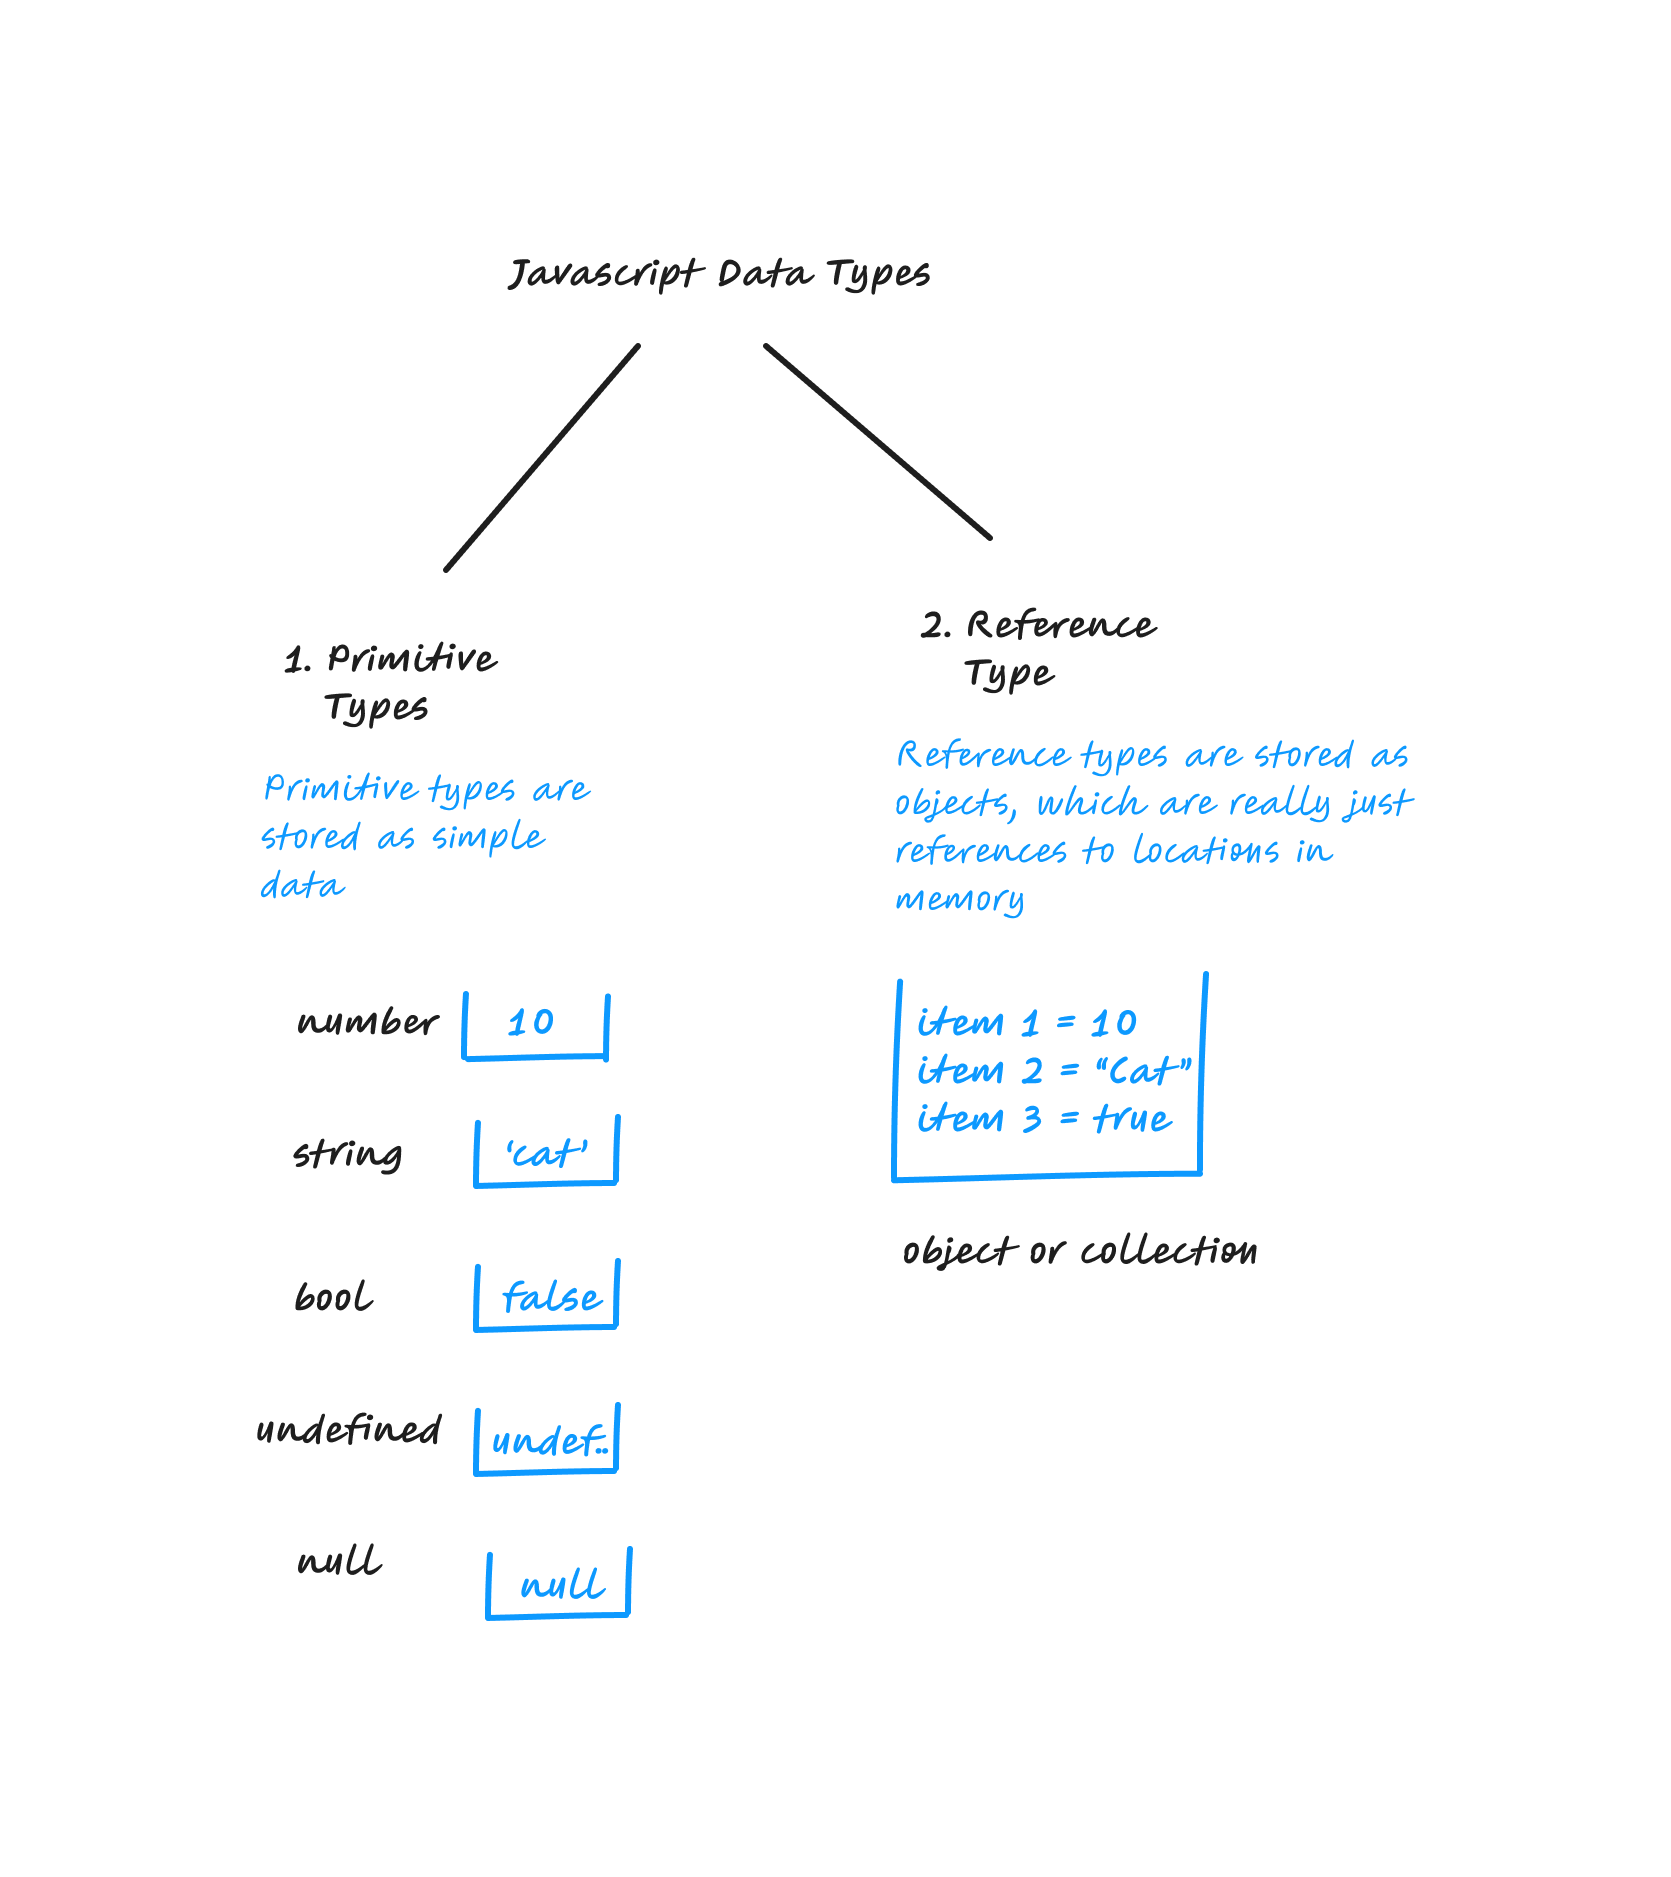 Javascript Data Types
1. Primitive
Types
Primitive types are
stored as simple
data
number 10
string ‘cat’
bool false
undefined undef..
null null
2. Reference
Type
Reference types are stored as
objects, which are really just
references to locations in
memory
item 1 = 10
item 2 = “Cat”
item 3 = true
object or collection